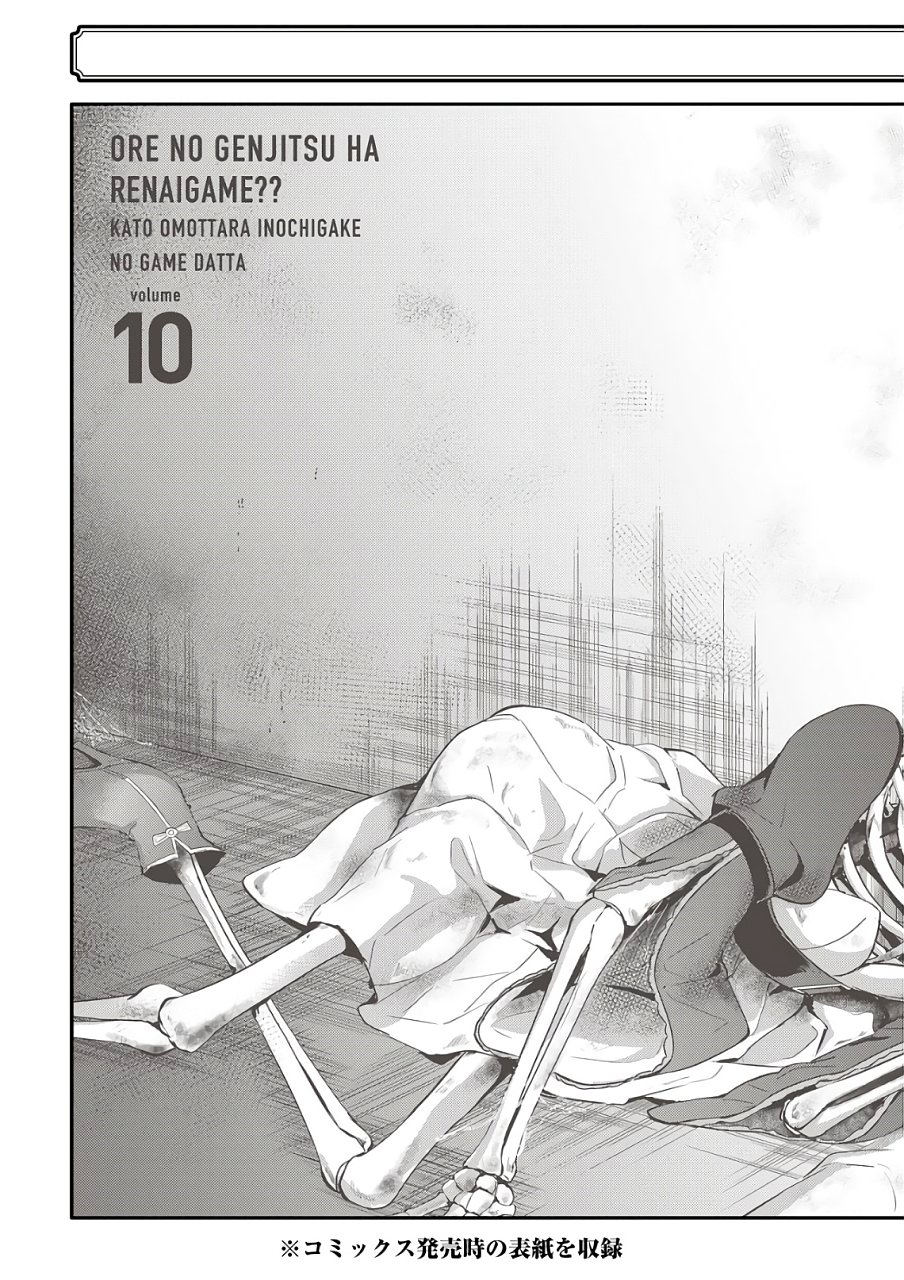 ORE NO GENJITSU HA
RENAIGAME??
KATO OMOTTARA INOCHIGAKE
NO GAME DATTA
volume
10
※コミックス発売時の表紙を収録